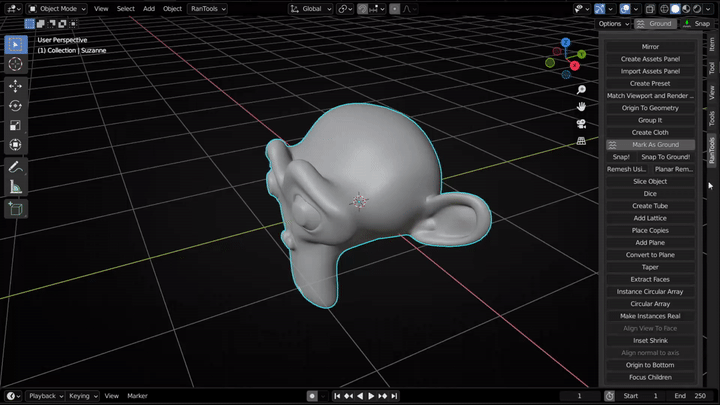 Object Mode View Select Add Object RanTools Global
Options Ground Snap
User Perspective
(1) Collection | Suzanne
Z
Y
X
Mirror
Create Assets Panel
Import Assets Panel
Create Preset
Match Viewport and Render ..
Origin To Geometry
Group It
Create Cloth
Mark As Ground
Snap! Snap To Ground!
Remesh Usi... Planar Rem...
Slice Object
Dice
Create Tube
Add Lattice
Place Copies
Add Plane
Convert to Plane
Taper
Extract Faces
Instance Circular Array
Circular Array
Make Instances Real
Align View To Face
Inset Shrink
Align normal to axis
Origin to Bottom
Focus Children
Item
Tool
View
Tools
RanTools
Playback Keying View Marker 1 Start 1 End 250